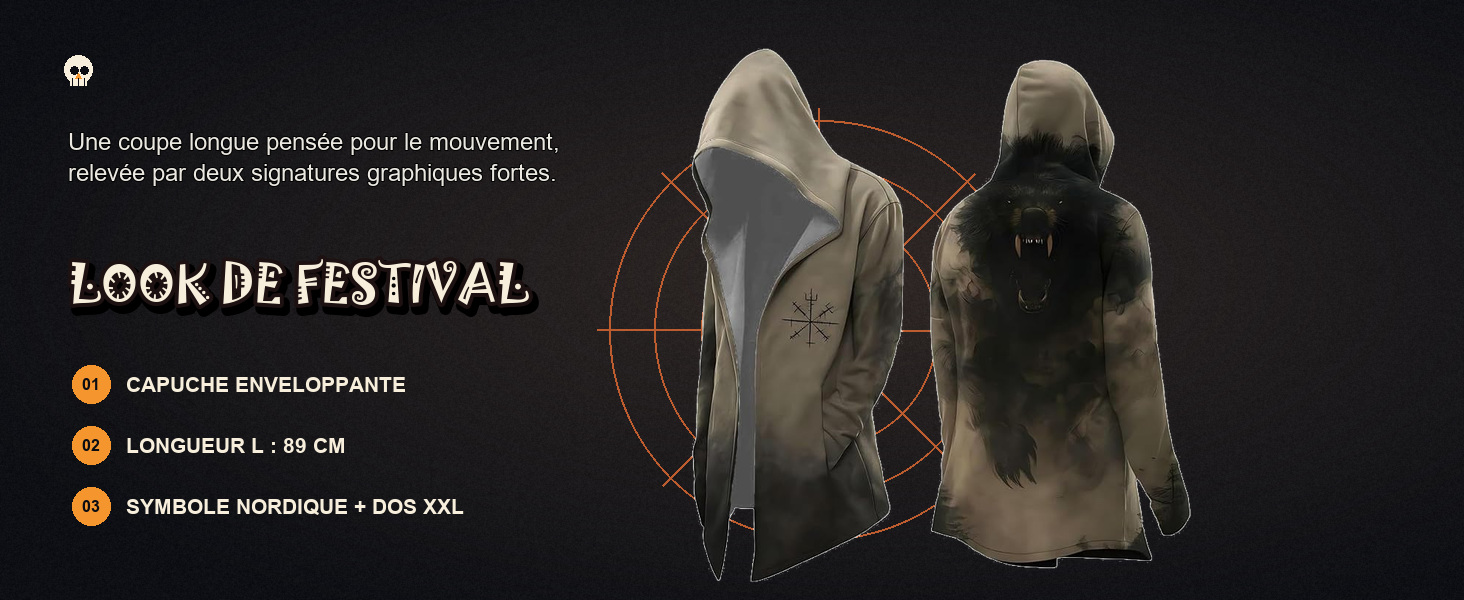 Une coupe longue pensée pour le mouvement,
relevée par deux signatures graphiques fortes.
LOOK DE FESTIVAL
01 CAPUCHE ENVELOPPANTE
02 LONGUEUR L : 89 CM
03 SYMBOLE NORDIQUE + DOS XXL